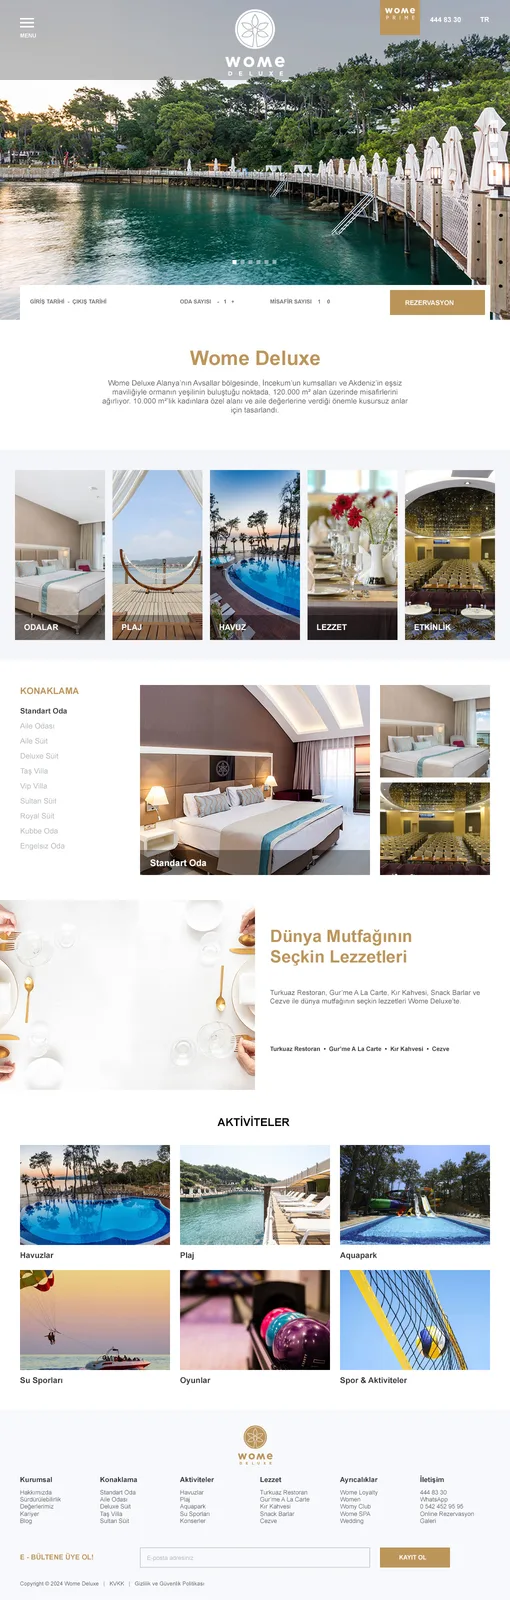 MENU
wome
DELUXE
wome
PRIME
444 83 30
TR
GİRİŞ TARİHİ - ÇIKIŞ TARİHİ
ODA SAYISI - 1 +
MİSAFİR SAYISI 1 0
REZERVASYON
Wome Deluxe
Wome Deluxe Alanya'nın Avsallar bölgesinde, İncekum'un kumsalları ve Akdeniz'in eşsiz
maviliğiyle ormanın yeşilinin buluştuğu noktada, 120.000 m² alan üzerinde misafirlerini
ağırlıyor. 10.000 m²'lik kadınlara özel alanı ve aile değerlerine verdiği önemle kusursuz anlar
için tasarlandı.
ODALAR
PLAJ
HAVUZ
LEZZET
ETKİNLİK
KONAKLAMA
Standart Oda
Aile Odası
Aile Süit
Deluxe Süit
Taş Villa
Vip Villa
Sultan Süit
Royal Süit
Kubbe Oda
Engelsiz Oda
Standart Oda
Dünya Mutfağının
Seçkin Lezzetleri
Turkuaz Restoran, Gur'me A La Carte, Kır Kahvesi, Snack Barlar ve
Cezve ile dünya mutfağının seçkin lezzetleri Wome Deluxe'te.
Turkuaz Restoran • Gur'me A La Carte • Kır Kahvesi • Cezve
AKTİVİTELER
Havuzlar
Plaj
Aquapark
Su Sporları
Oyunlar
Spor & Aktiviteler
wome
DELUXE
Kurumsal
Hakkımızda
Sürdürülebilirlik
Değerlerimiz
Kariyer
Blog
Konaklama
Standart Oda
Aile Odası
Deluxe Süit
Taş Villa
Sultan Süit
Aktiviteler
Havuzlar
Plaj
Aquapark
Su Sporları
Konserler
Lezzet
Turkuaz Restoran
Gur'me A La Carte
Kır Kahvesi
Snack Barlar
Cezve
Ayrıcalıklar
Wome Loyalty
Women
Womy Club
Wome SPA
Wedding
İletişim
444 83 30
WhatsApp
0 542 452 95 95
Online Rezervasyon
Galeri
E - BÜLTENE ÜYE OL!
E-posta adresiniz
KAYIT OL
Copyright © 2024 Wome Deluxe | KVKK | Gizlilik ve Güvenlik Politikası